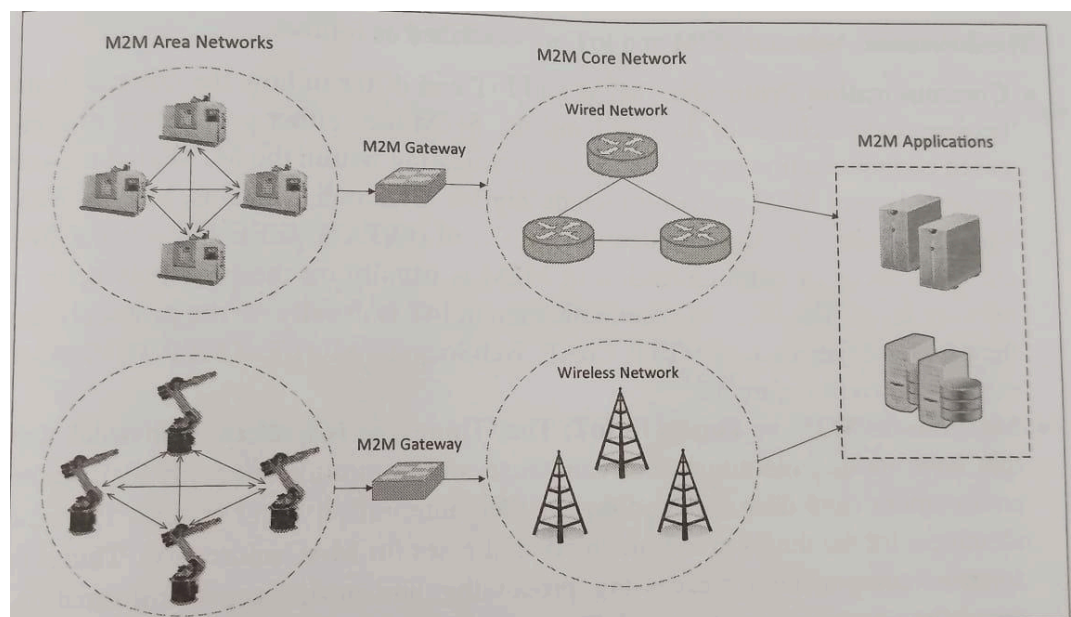 M2M Area Networks
M2M Core Network
Wired Network
M2M Gateway
M2M Applications
Wireless Network
M2M Gateway